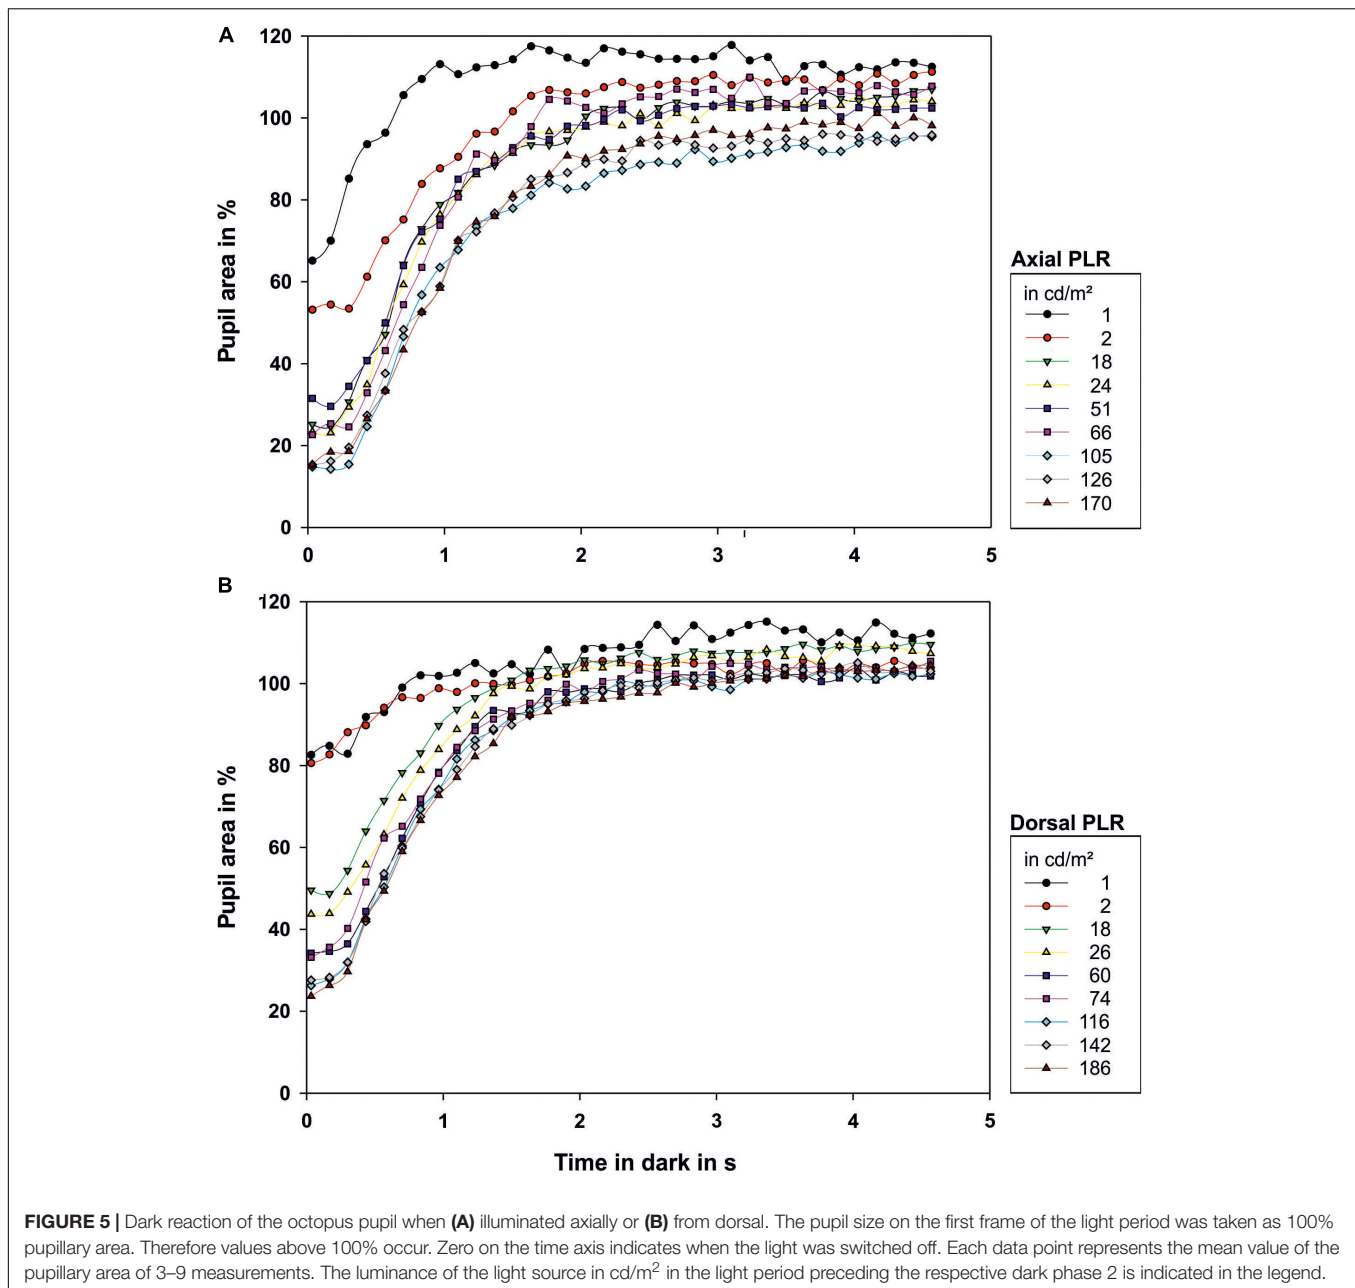 A
120
100
80
60
40
20
0
Pupil area in %
0 1 2 3 4 5
Axial PLR
in cd/m²
1
2
18
24
51
66
105
126
170
B
120
100
80
60
40
20
0
Pupil area in %
0 1 2 3 4 5
Time in dark in s
Dorsal PLR
in cd/m²
1
2
18
26
60
74
116
142
186
FIGURE 5 | Dark reaction of the octopus pupil when (A) illuminated axially or (B) from dorsal. The pupil size on the first frame of the light period was taken as 100%
pupillary area. Therefore values above 100% occur. Zero on the time axis indicates when the light was switched off. Each data point represents the mean value of the
pupillary area of 3–9 measurements. The luminance of the light source in cd/m² in the light period preceding the respective dark phase 2 is indicated in the legend.